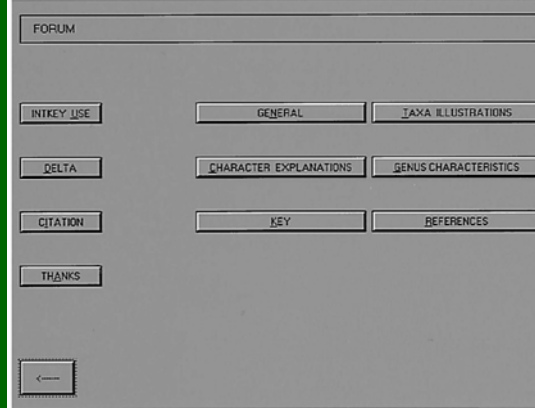 FORUM
INTKEY USE
GENERAL
TAXA ILLUSTRATIONS
DELTA
CHARACTER EXPLANATIONS
GENUS CHARACTERISTICS
CITATION
KEY
REFERENCES
THANKS
<---